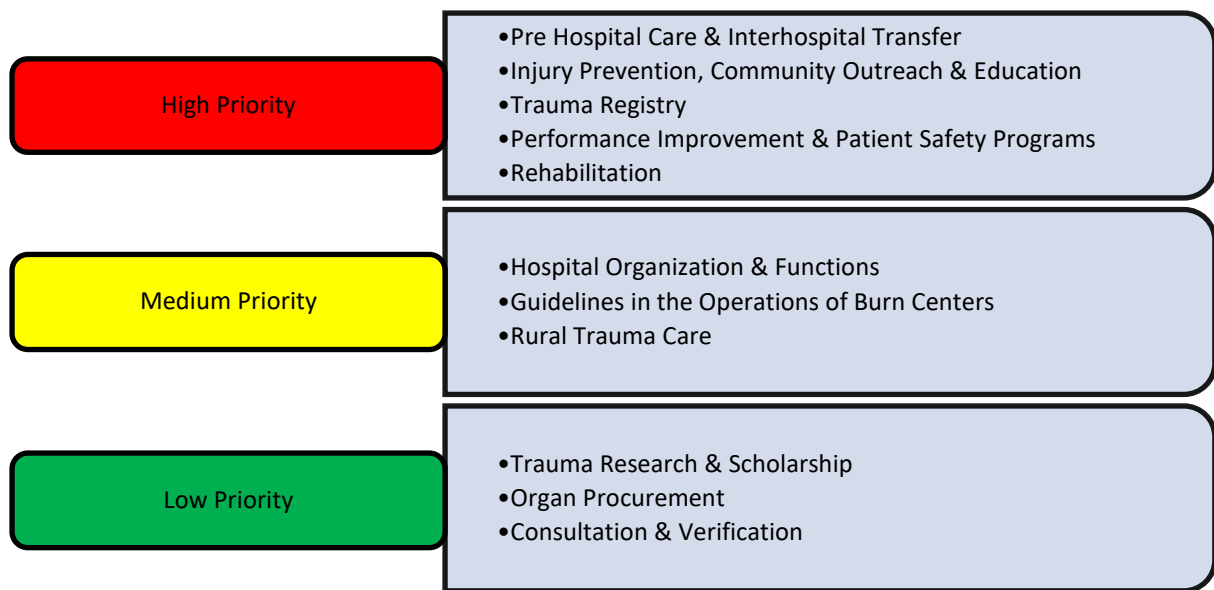 High Priority
•Pre Hospital Care & Interhospital Transfer
•Injury Prevention, Community Outreach & Education
•Trauma Registry
•Performance Improvement & Patient Safety Programs
•Rehabilitation
Medium Priority
•Hospital Organization & Functions
•Guidelines in the Operations of Burn Centers
•Rural Trauma Care
Low Priority
•Trauma Research & Scholarship
•Organ Procurement
•Consultation & Verification